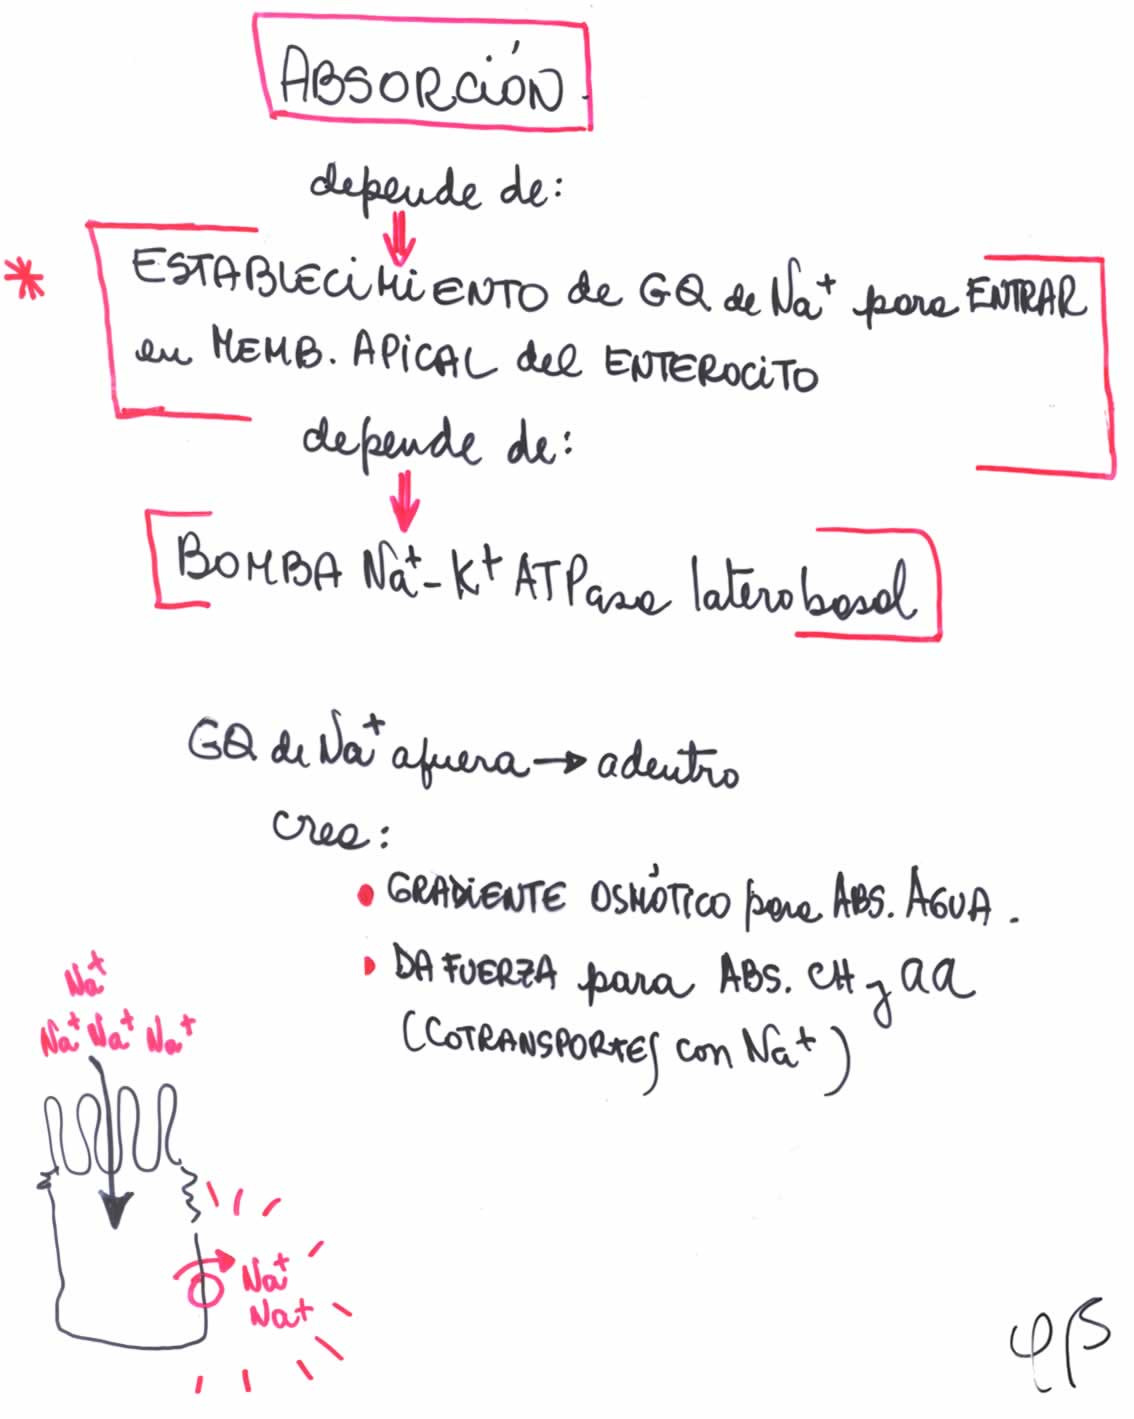 ABSORCIÓN.
depende de:
* ESTABLECIMIENTO de GQ de Na+ para ENTRAR
en MEMB. APICAL del ENTEROCITO
depende de:
BOMBA Na+-K+ ATPasa laterobasal
GQ de Na+ afuera → adentro
crea:
• GRADIENTE OSMÓTICO para ABS. ÁGUA.
• DA FUERZA para ABS. CH y aa
(COTRANSPORTES con Na+)
Na+
Na+ Na+ Na+
Na+
Na+